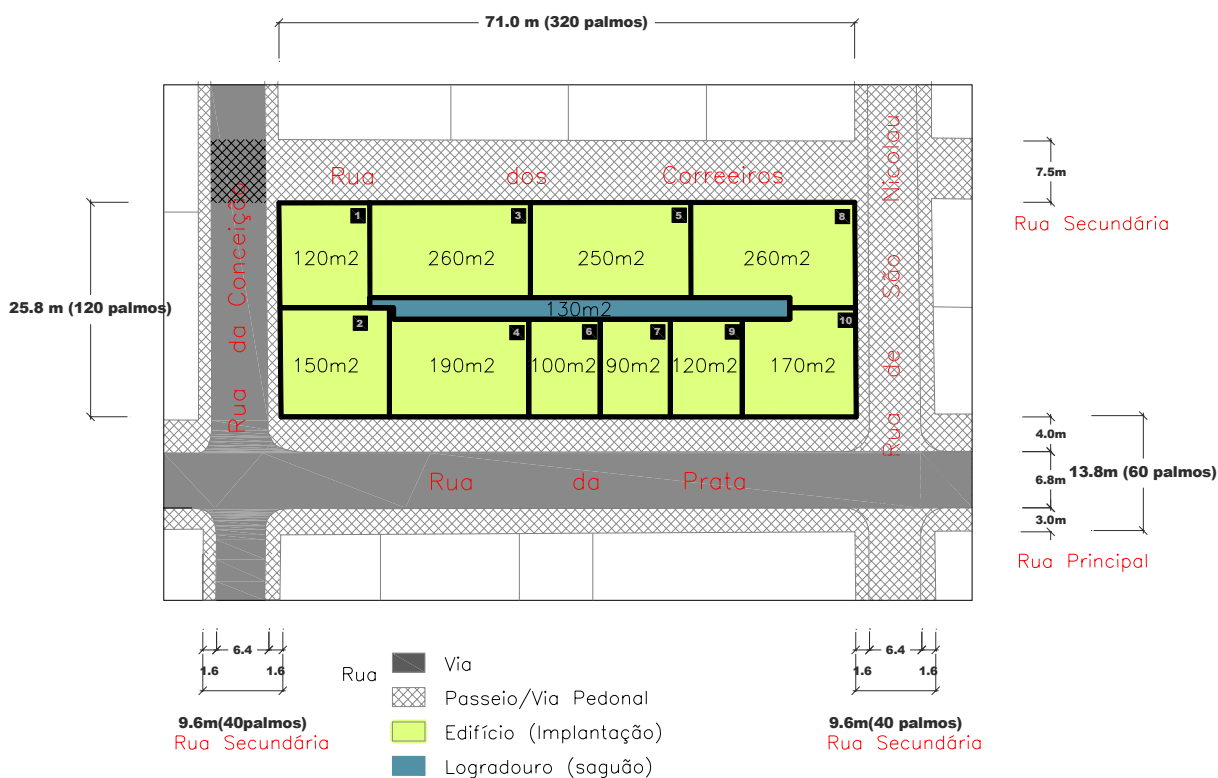 71.0 m (320 palmos)
Rua dos Correeiros
Rua da Conceição
Rua de São Nicolau
7.5m
Rua Secundária
25.8 m (120 palmos)
1
3
5
8
120m2
260m2
250m2
260m2
130m2
2
4
6
7
9
10
150m2
190m2
100m2
90m2
120m2
170m2
4.0m
6.8m
13.8m (60 palmos)
3.0m
Rua da Prata
Rua Principal
6.4
1.6
1.6
9.6m(40palmos)
Rua Secundária
6.4
1.6
1.6
9.6m(40 palmos)
Rua Secundária
Rua
Via
Passeio/Via Pedonal
Edifício (Implantação)
Logradouro (saguão)